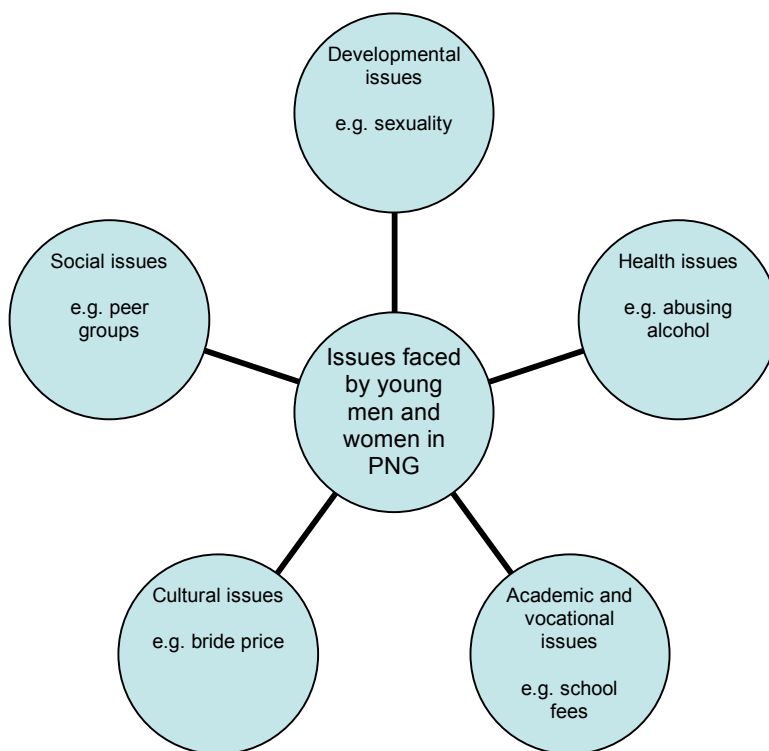 Developmental
issues
e.g. sexuality
Social issues
e.g. peer
groups
Health issues
e.g. abusing
alcohol
Issues faced
by young
men and
women in
PNG
Cultural issues
e.g. bride price
Academic and
vocational
issues
e.g. school
fees